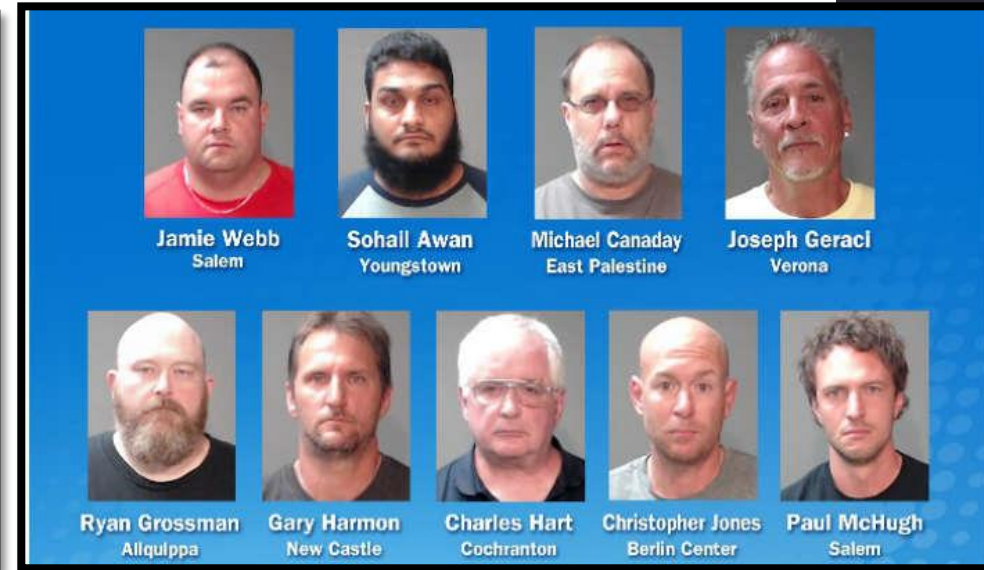 Jamie Webb
Salem
Sohail Awan
Youngstown
Michael Canaday
East Palestine
Joseph Geraci
Verona
Ryan Grossman
Aliquippa
Gary Harmon
New Castle
Charles Hart
Cochranton
Christopher Jones
Berlin Center
Paul McHugh
Salem